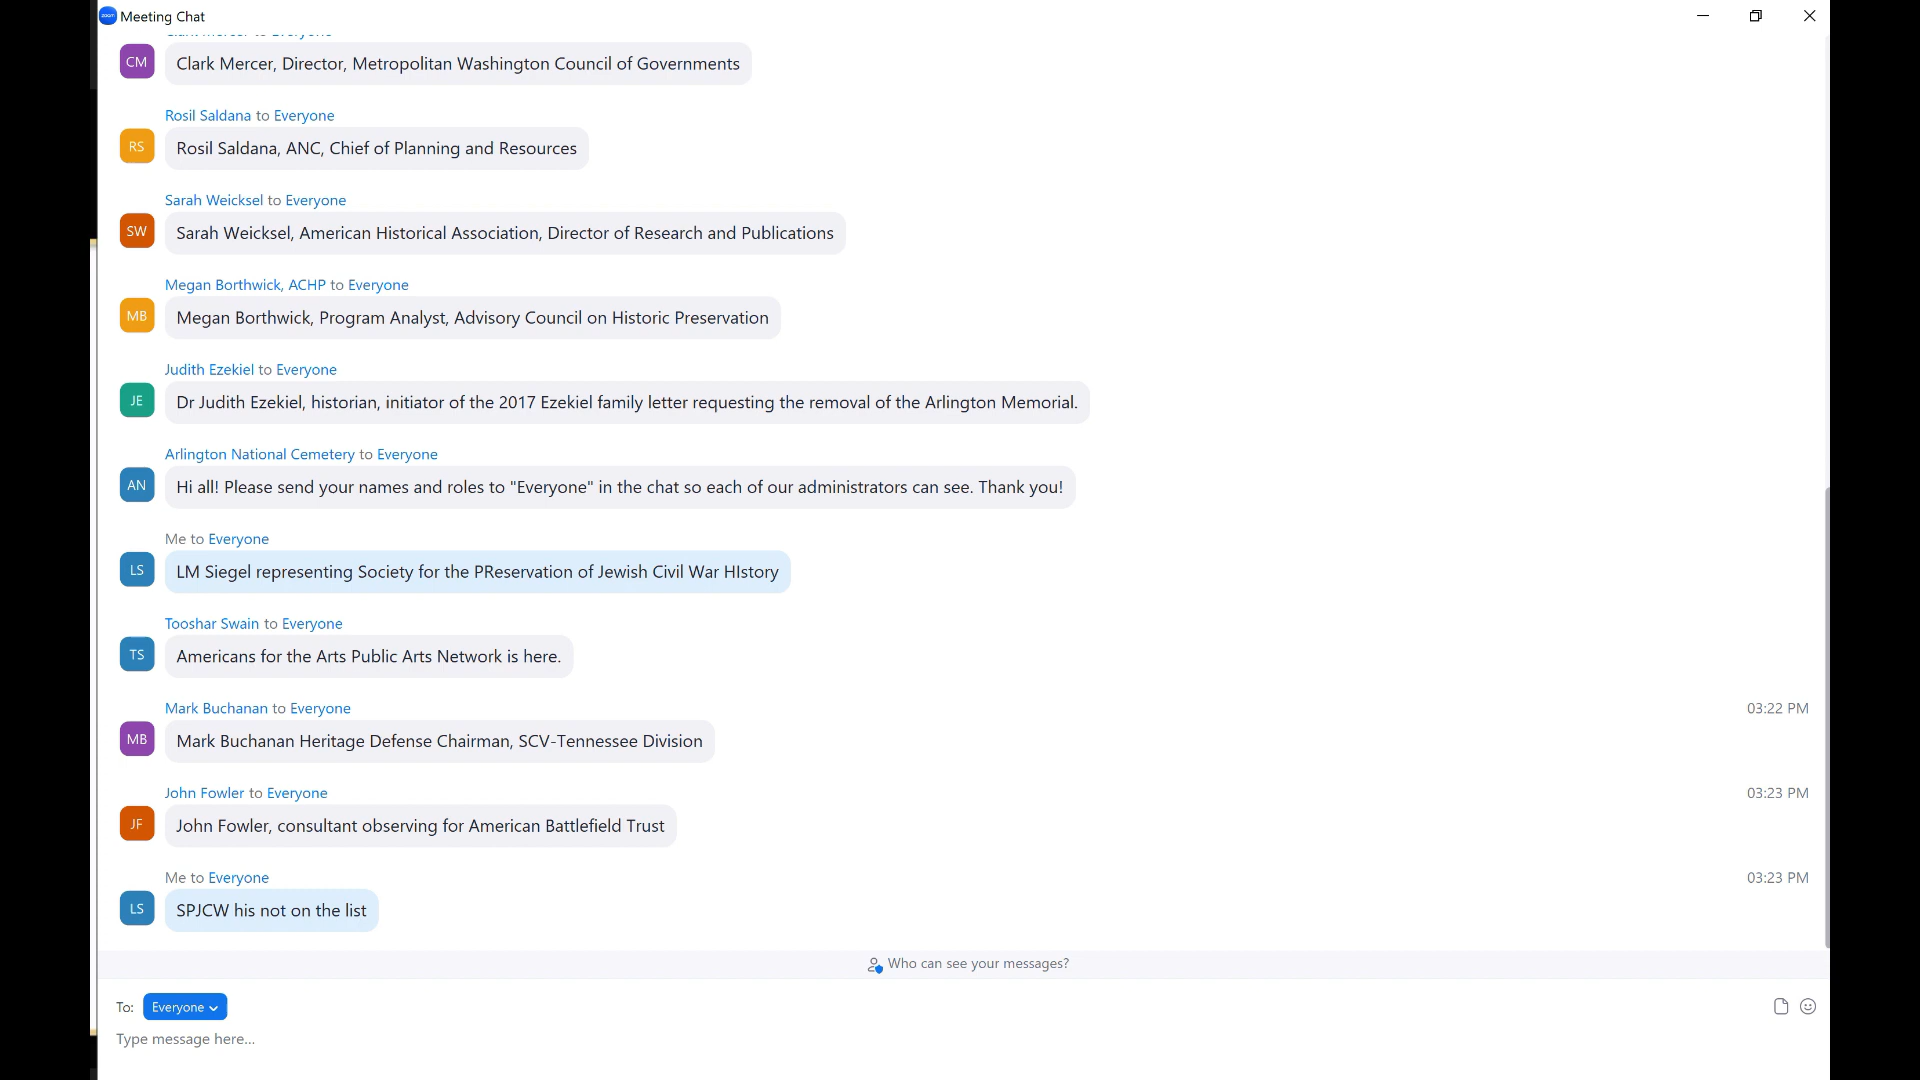 zoom
Meeting Chat
CM
Clark Mercer, Director, Metropolitan Washington Council of Governments
Rosil Saldana to Everyone
RS
Rosil Saldana, ANC, Chief of Planning and Resources
Sarah Weicksel to Everyone
SW
Sarah Weicksel, American Historical Association, Director of Research and Publications
Megan Borthwick, ACHP to Everyone
MB
Megan Borthwick, Program Analyst, Advisory Council on Historic Preservation
Judith Ezekiel to Everyone
JE
Dr Judith Ezekiel, historian, initiator of the 2017 Ezekiel family letter requesting the removal of the Arlington Memorial.
Arlington National Cemetery to Everyone
AN
Hi all! Please send your names and roles to "Everyone" in the chat so each of our administrators can see. Thank you!
Me to Everyone
LS
LM Siegel representing Society for the PReservation of Jewish Civil War HIstory
Tooshar Swain to Everyone
TS
Americans for the Arts Public Arts Network is here.
Mark Buchanan to Everyone 03:22 PM
MB
Mark Buchanan Heritage Defense Chairman, SCV-Tennessee Division
John Fowler to Everyone 03:23 PM
JF
John Fowler, consultant observing for American Battlefield Trust
Me to Everyone 03:23 PM
LS
SPJCW his not on the list
Who can see your messages?
To: Everyone
Type message here...